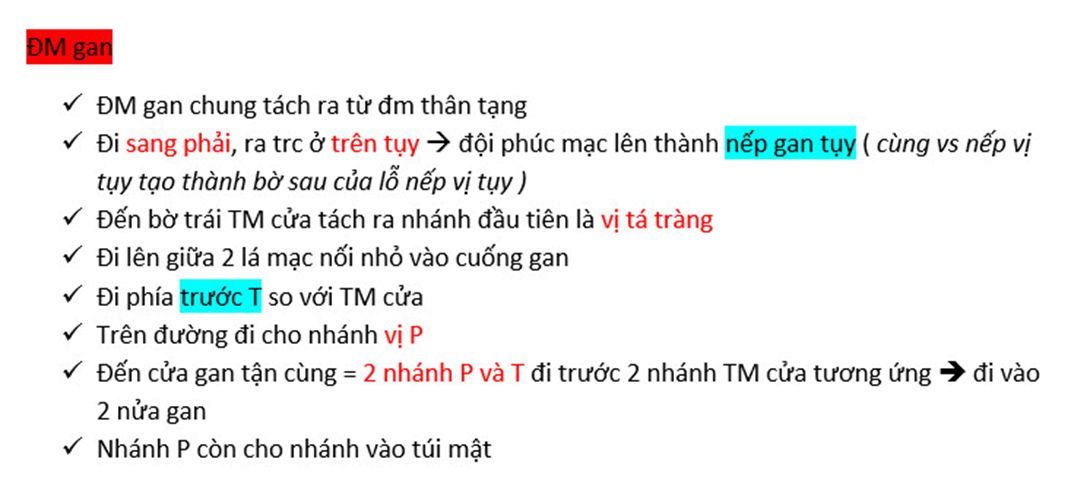 ĐM gan
✓ ĐM gan chung tách ra từ đm thân tạng
✓ Đi sang phải, ra trc ở trên tụy → đội phúc mạc lên thành nếp gan tụy ( cùng vs nếp vị
tụy tạo thành bờ sau của lỗ nếp vị tụy )
✓ Đến bờ trái TM cửa tách ra nhánh đầu tiên là vị tá tràng
✓ Đi lên giữa 2 lá mạc nối nhỏ vào cuống gan
✓ Đi phía trước T so với TM cửa
✓ Trên đường đi cho nhánh vị P
✓ Đến cửa gan tận cùng = 2 nhánh P và T đi trước 2 nhánh TM cửa tương ứng → đi vào
2 nửa gan
✓ Nhánh P còn cho nhánh vào túi mật